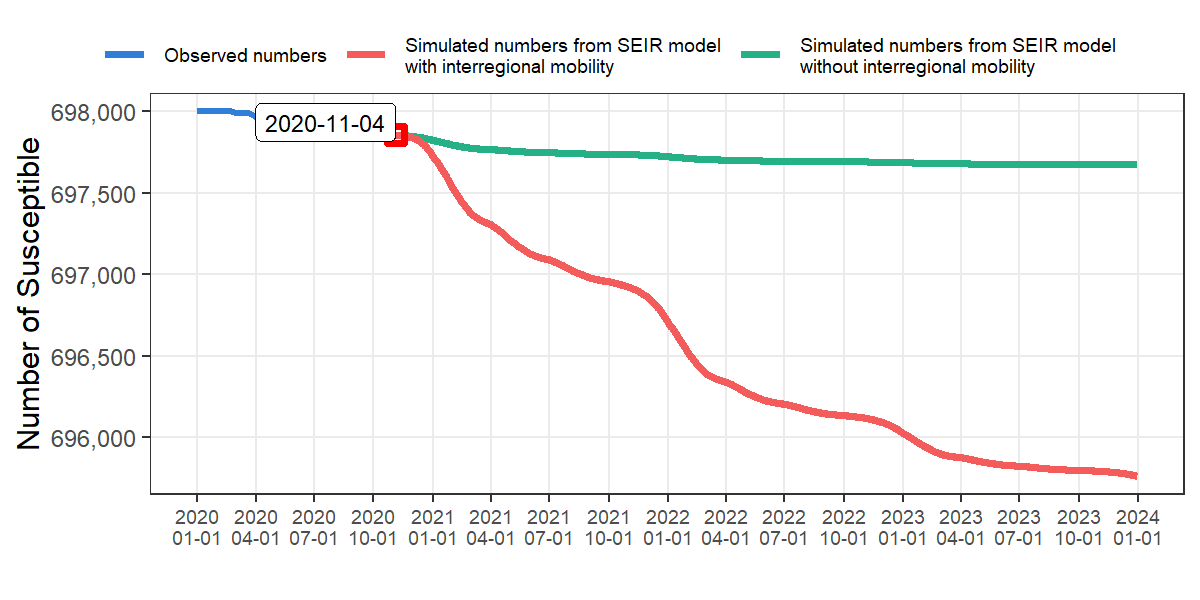 Observed numbers
Simulated numbers from SEIR model
with interregional mobility
Simulated numbers from SEIR model
without interregional mobility
Number of Susceptible
698,000
697,500
697,000
696,500
696,000
2020-11-04
2020 2020 2020 2020 2021 2021 2021 2021 2022 2022 2022 2022 2023 2023 2023 2023 2024
01-01 04-01 07-01 10-01 01-01 04-01 07-01 10-01 01-01 04-01 07-01 10-01 01-01 04-01 07-01 10-01 01-01